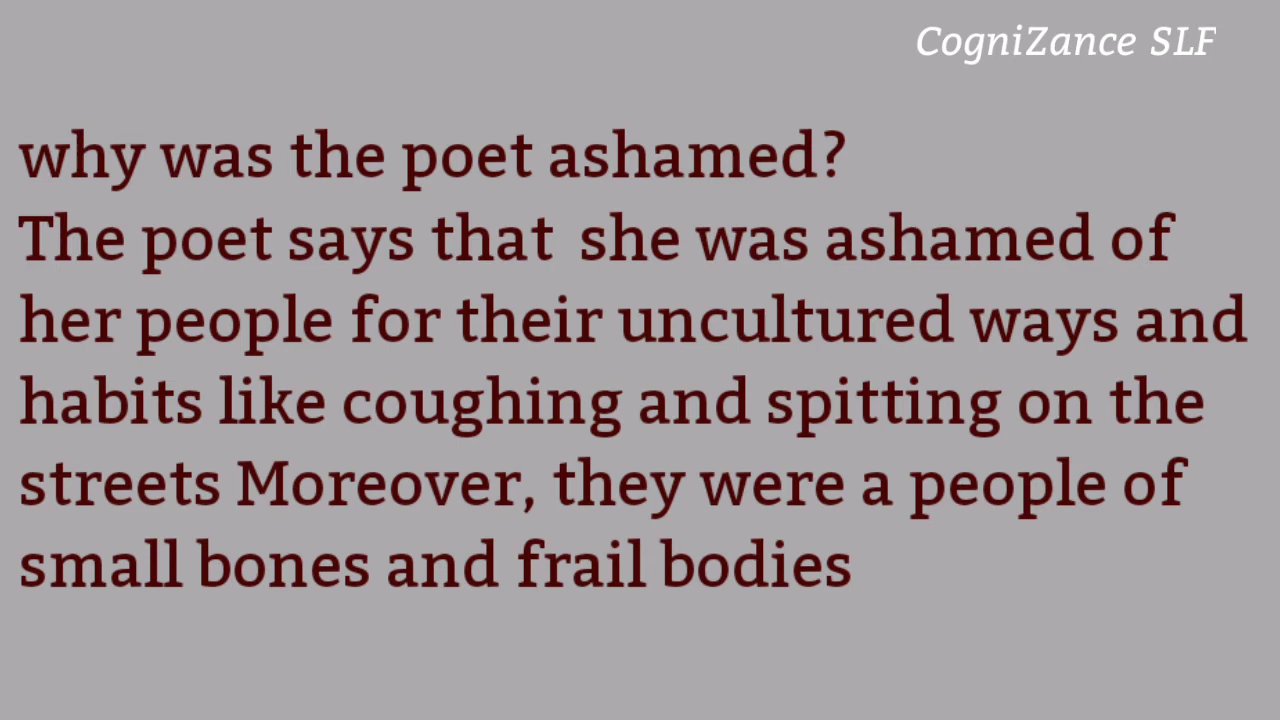 CogniZance SLF
why was the poet ashamed?
The poet says that she was ashamed of
her people for their uncultured ways and
habits like coughing and spitting on the
streets Moreover, they were a people of
small bones and frail bodies